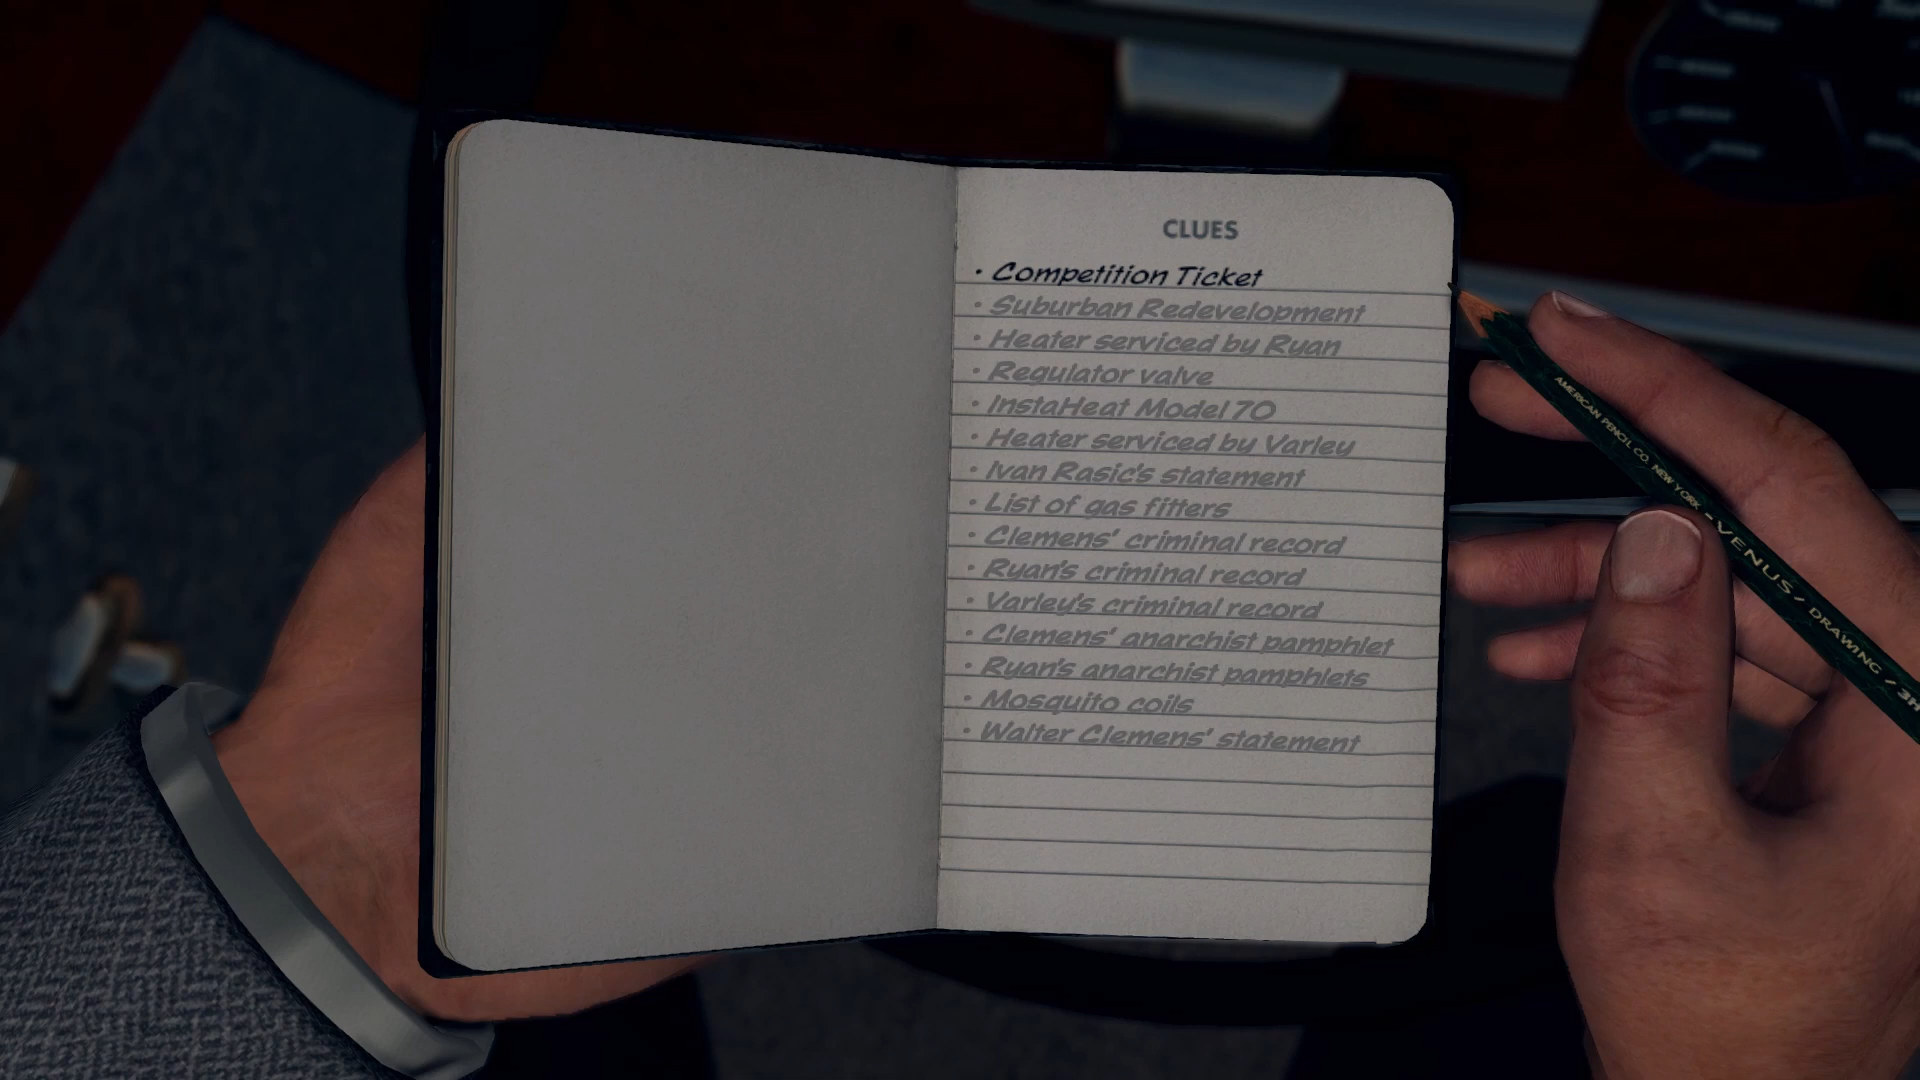 CLUES
• Competition Ticket
• Suburban Redevelopment
• Heater serviced by Ryan
• Regulator valve
• InstaHeat Model 70
• Heater serviced by Varley
• Ivan Rasic's statement
• List of gas fitters
• Clemens' criminal record
• Ryan's criminal record
• Varley's criminal record
• Clemens' anarchist pamphlet
• Ryan's anarchist pamphlets
• Mosquito coils
• Walter Clemens' statement
AMERICAN PENCIL CO. NEW YORK • VENUS / DRAWING / 3H